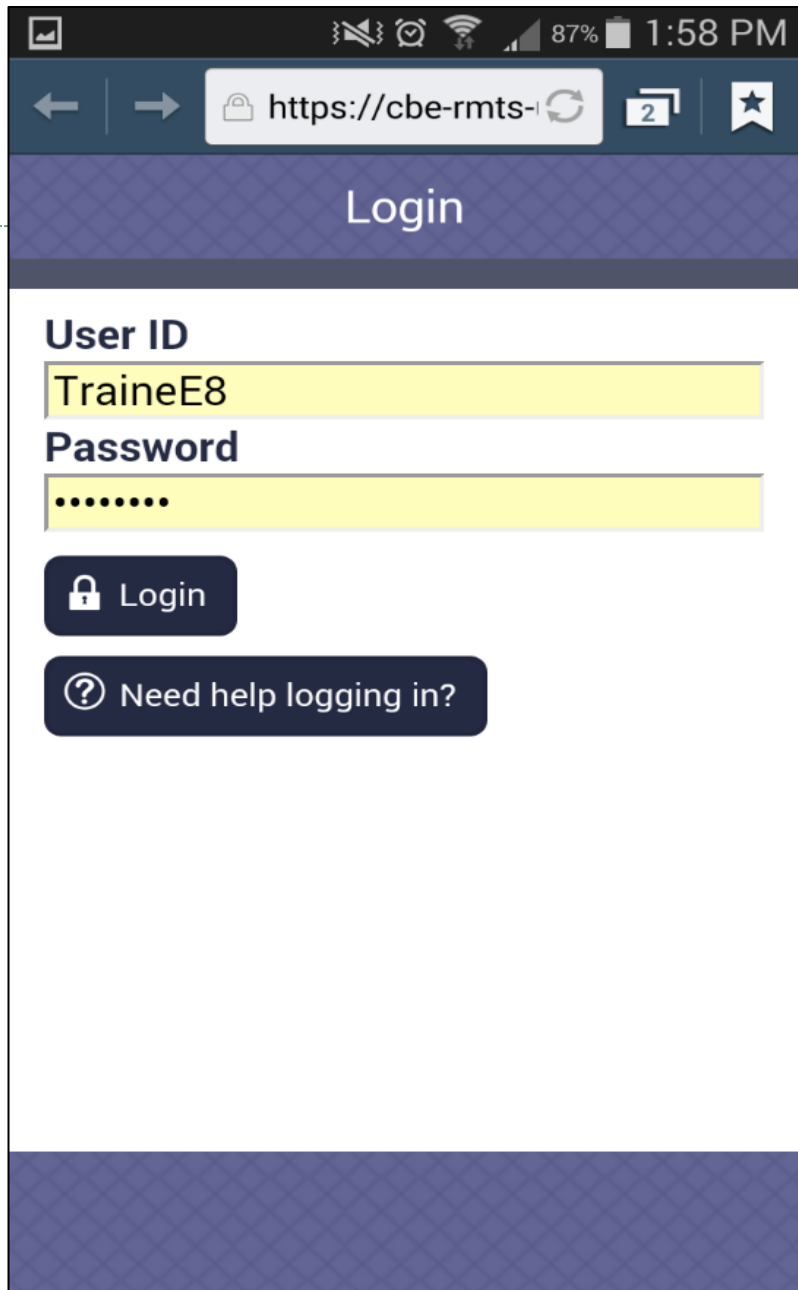 87% 1:58 PM
https://cbe-rmts- 2
Login
User ID
TraineE8
Password
••••••••
Login
Need help logging in?